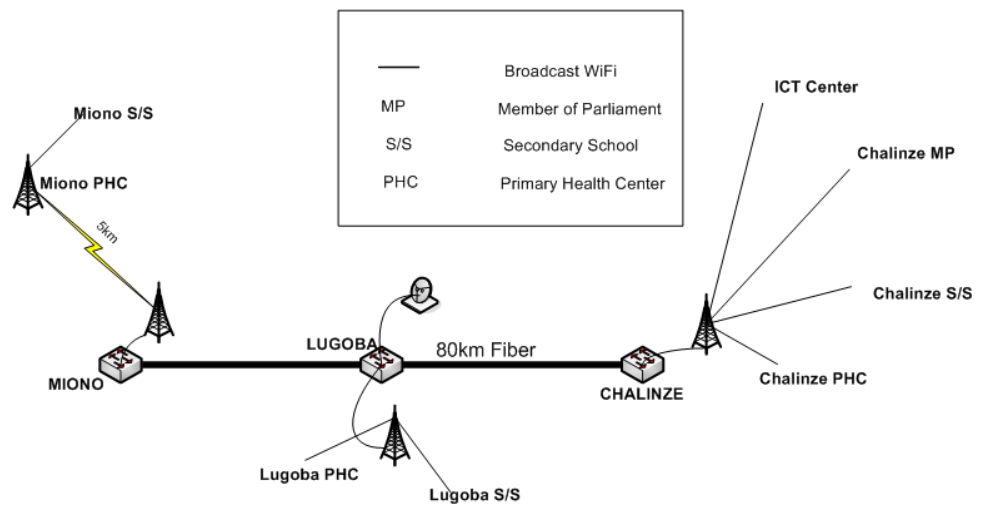 Broadcast WiFi
MP Member of Parliament
S/S Secondary School
PHC Primary Health Center
ICT Center
Chalinze MP
Chalinze S/S
Chalinze PHC
Miono S/S
Miono PHC
5km
MIONO
LUGOBA
80km Fiber
CHALINZE
Lugoba PHC
Lugoba S/S